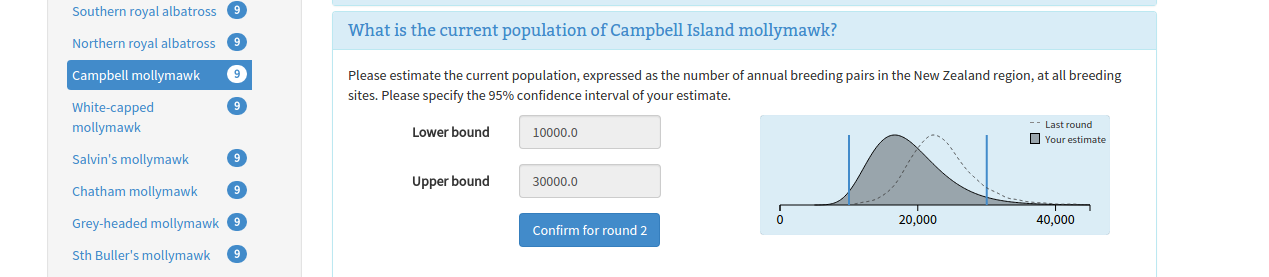 Southern royal albatross 9
Northern royal albatross 9
Campbell mollymawk 9
White-capped 9
mollymawk
Salvin's mollymawk 9
Chatham mollymawk 9
Grey-headed mollymawk 9
Sth Buller's mollymawk 9
What is the current population of Campbell Island mollymawk?
Please estimate the current population, expressed as the number of annual breeding pairs in the New Zealand region, at all breeding
sites. Please specify the 95% confidence interval of your estimate.
Lower bound 10000.0
Upper bound 30000.0
Confirm for round 2
Last round
Your estimate
0 20,000 40,000